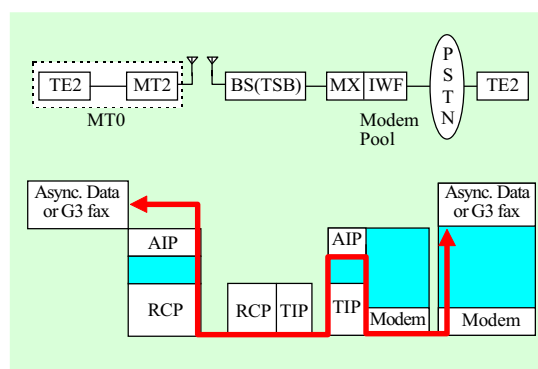 TE2 MT2 BS(TSB) MX IWF PSTN TE2
MT0
Modem
Pool
Async. Data
or G3 fax
Async. Data
or G3 fax
AIP
AIP
RCP
RCP TIP
TIP
Modem
Modem